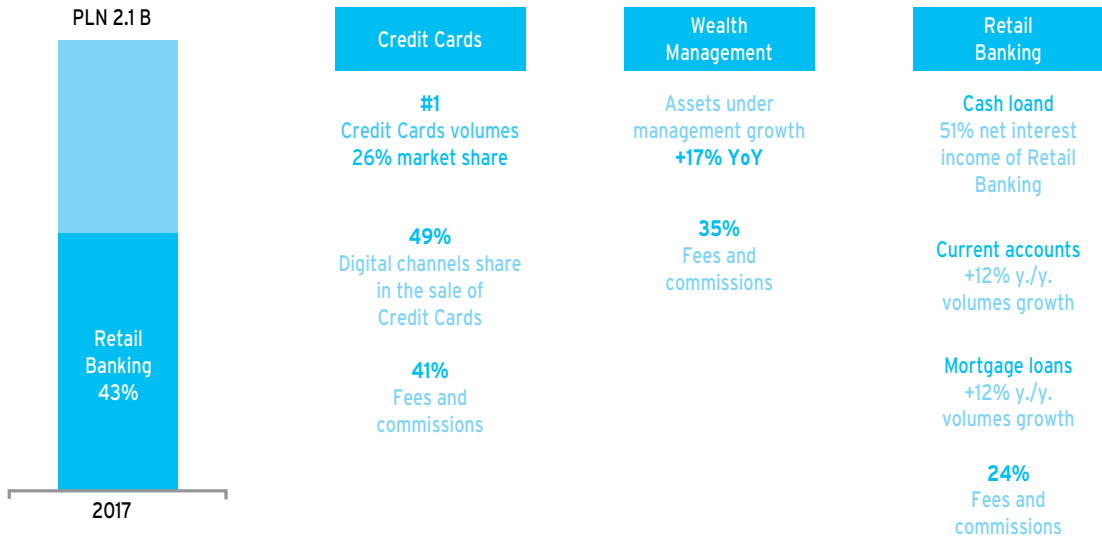 PLN 2.1 B
Retail
Banking
43%
2017
Credit Cards
#1
Credit Cards volumes
26% market share
49%
Digital channels share
in the sale of
Credit Cards
41%
Fees and
commissions
Wealth
Management
Assets under
management growth
+17% YoY
35%
Fees and
commissions
Retail
Banking
Cash loand
51% net interest
income of Retail
Banking
Current accounts
+12% y./y.
volumes growth
Mortgage loans
+12% y./y.
volumes growth
24%
Fees and
commissions